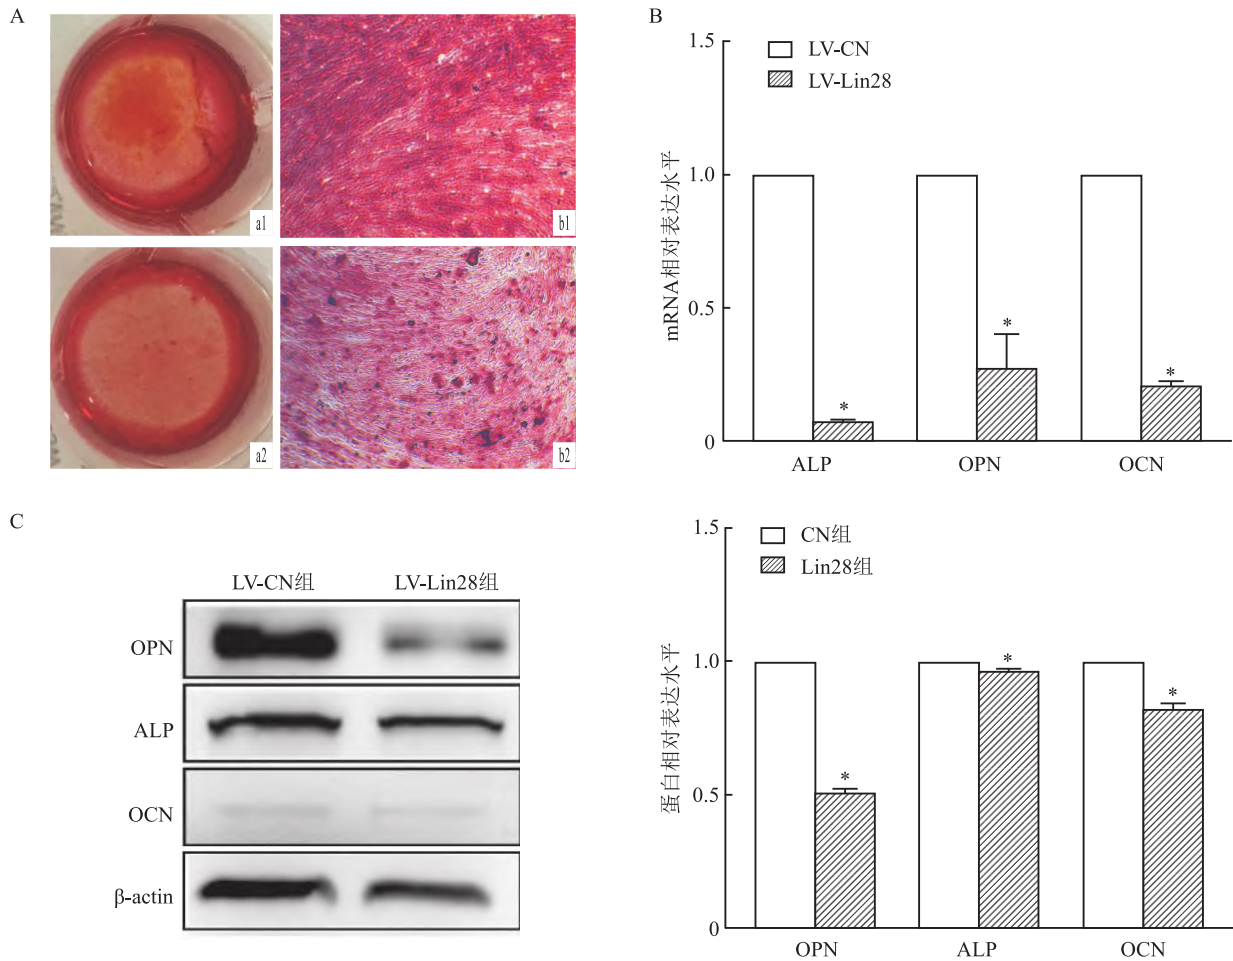 A
a1
b1
a2
b2
B
1.5
LV-CN
LV-Lin28
1.0
0.5
0
mRNA相对表达水平
*
*
*
ALP OPN OCN
C
LV-CN组 LV-Lin28组
OPN
ALP
OCN
β-actin
1.5
CN组
Lin28组
1.0
0.5
0
蛋白相对表达水平
*
*
*
OPN ALP OCN